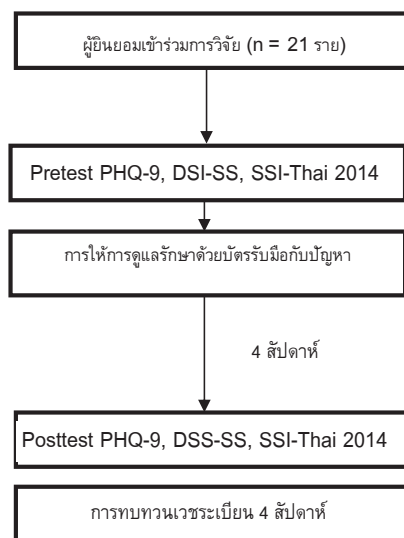 ผู้ยินยอมเข้าร่วมการวิจัย (n = 21 ราย)
Pretest PHQ-9, DSI-SS, SSI-Thai 2014
การให้การดูแลรักษาด้วยบัตรรับมือกับปัญหา
4 สัปดาห์
Posttest PHQ-9, DSS-SS, SSI-Thai 2014
การทบทวนเวชระเบียน 4 สัปดาห์